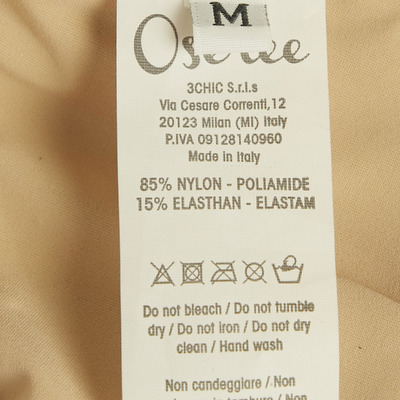 M
3CHIC S.r.l.s
Via Cesare Correnti,12
20123 Milan (MI) Italy
P.IVA 09128140960
Made in Italy
85% NYLON - POLIAMIDE
15% ELASTHAN - ELASTAM
Do not bleach / Do not tumble
dry / Do not iron / Do not dry
clean / Hand wash
Non candeggiare / Non